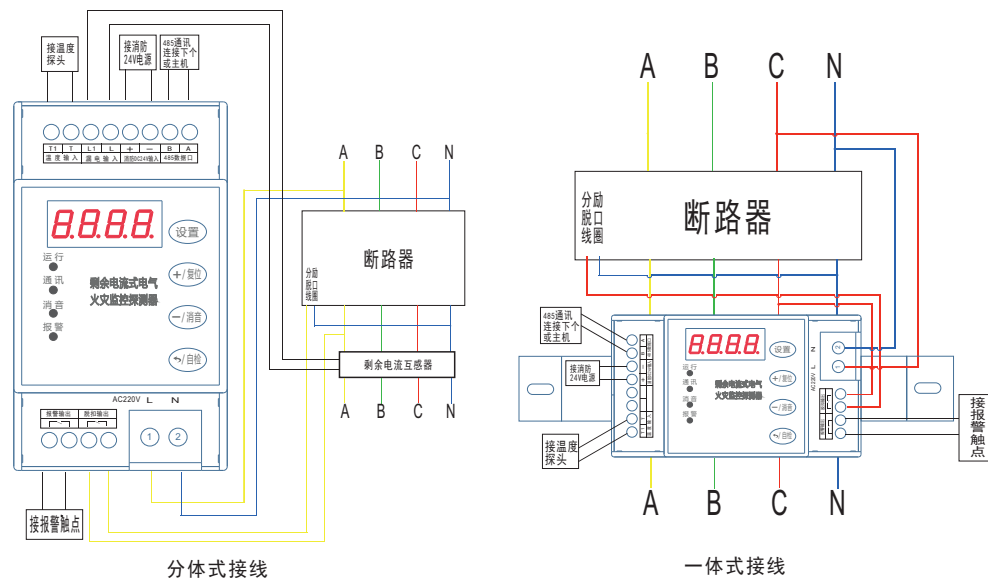 接温度
探头
接消防
24V电源
485通讯
连接下个
或主机
T1 T L1 L + − B A
温度输入 漏电输入 消防DC24V输入 485数据口
8.8.8.8.
设置
运行
通讯
消音
报警
剩余电流式电气
火灾监控探测器
+/复位
−/消音
↰/自检
AC220V L N
报警输出 脱扣输出
1 2
接报警触点
A B C N
断路器
分励
脱口
线圈
剩余电流互感器
A B C N
分体式接线
A B C N
分励
脱口
线圈
断路器
485通讯
连接下个
或主机
接消防
24V电源
接温度
探头
A
B
8.8.8.8.
设置
运行
通讯
消音
报警
剩余电流式电气
火灾监控探测器
+/复位
−/消音
↰/自检
N 2
L 1
AC220V
接报警触点
A B C N
一体式接线